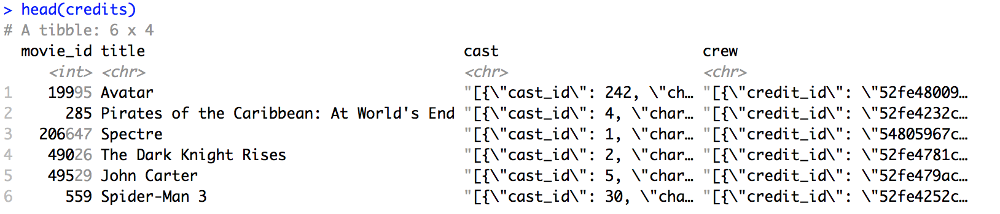 > head(credits)
# A tibble: 6 x 4
movie_id title cast crew
<int> <chr> <chr> <chr>
1 19995 Avatar "[{\"cast_id\": 242, \"ch… "[{\"credit_id\": \"52fe48009…
2 285 Pirates of the Caribbean: At World's End "[{\"cast_id\": 4, \"char… "[{\"credit_id\": \"52fe4232c…
3 206647 Spectre "[{\"cast_id\": 1, \"char… "[{\"credit_id\": \"54805967c…
4 49026 The Dark Knight Rises "[{\"cast_id\": 2, \"char… "[{\"credit_id\": \"52fe4781c…
5 49529 John Carter "[{\"cast_id\": 5, \"char… "[{\"credit_id\": \"52fe479ac…
6 559 Spider-Man 3 "[{\"cast_id\": 30, \"cha… "[{\"credit_id\": \"52fe4252c…